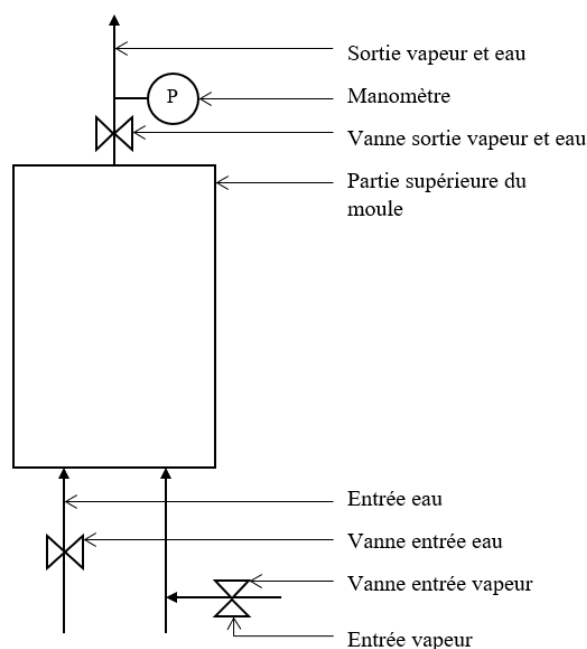 Sortie vapeur et eau
P
Manomètre
Vanne sortie vapeur et eau
Partie supérieure du
moule
Entrée eau
Vanne entrée eau
Vanne entrée vapeur
Entrée vapeur